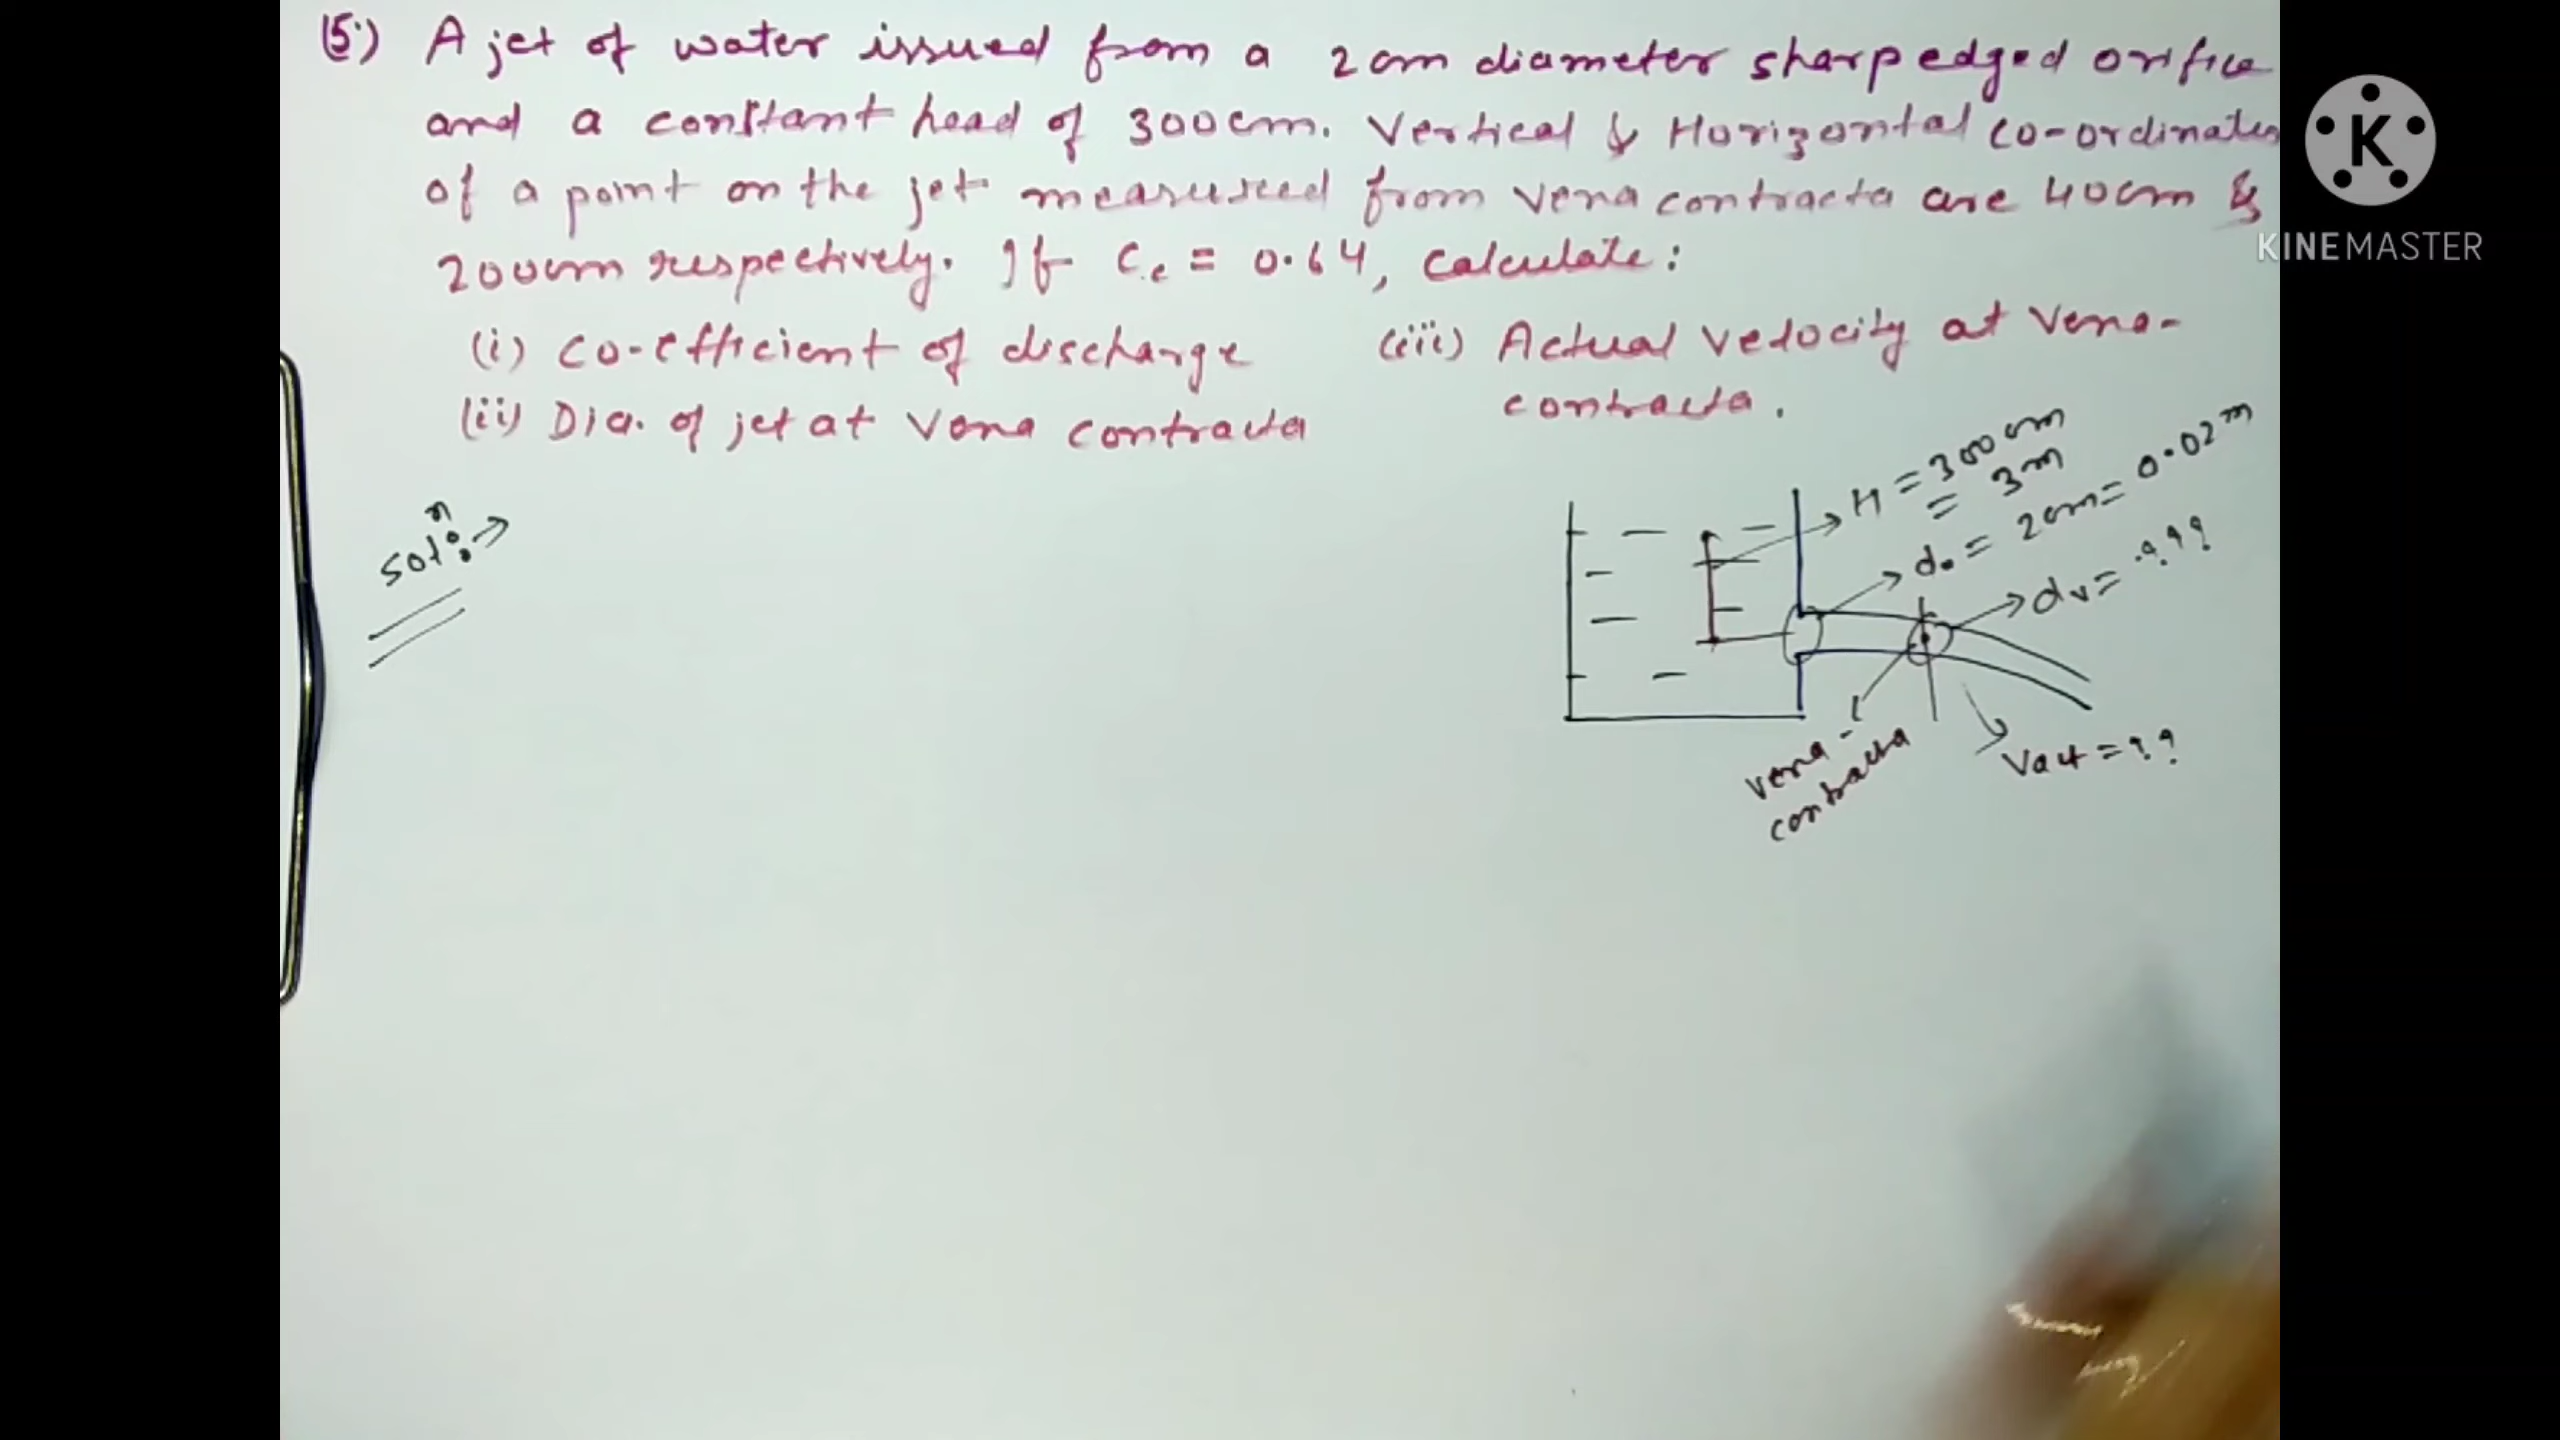 (5.) A jet of water issued from a 2cm diameter sharp edged orifice
and a constant head of 300cm. Vertical & Horizontal co-ordinates
of a point on the jet measured from vena contracta are 40cm &
200cm respectively. If Cc = 0.64, calculate:
(i) co-efficient of discharge
(ii) Dia. of jet at Vena contracta
(iii) Actual velocity at vena-
contracta.
Soln:→
H = 300 cm
= 3m
do = 2cm = 0.02m
dv = ???
Vact = ??
vena-
contracta
K
KINEMASTER